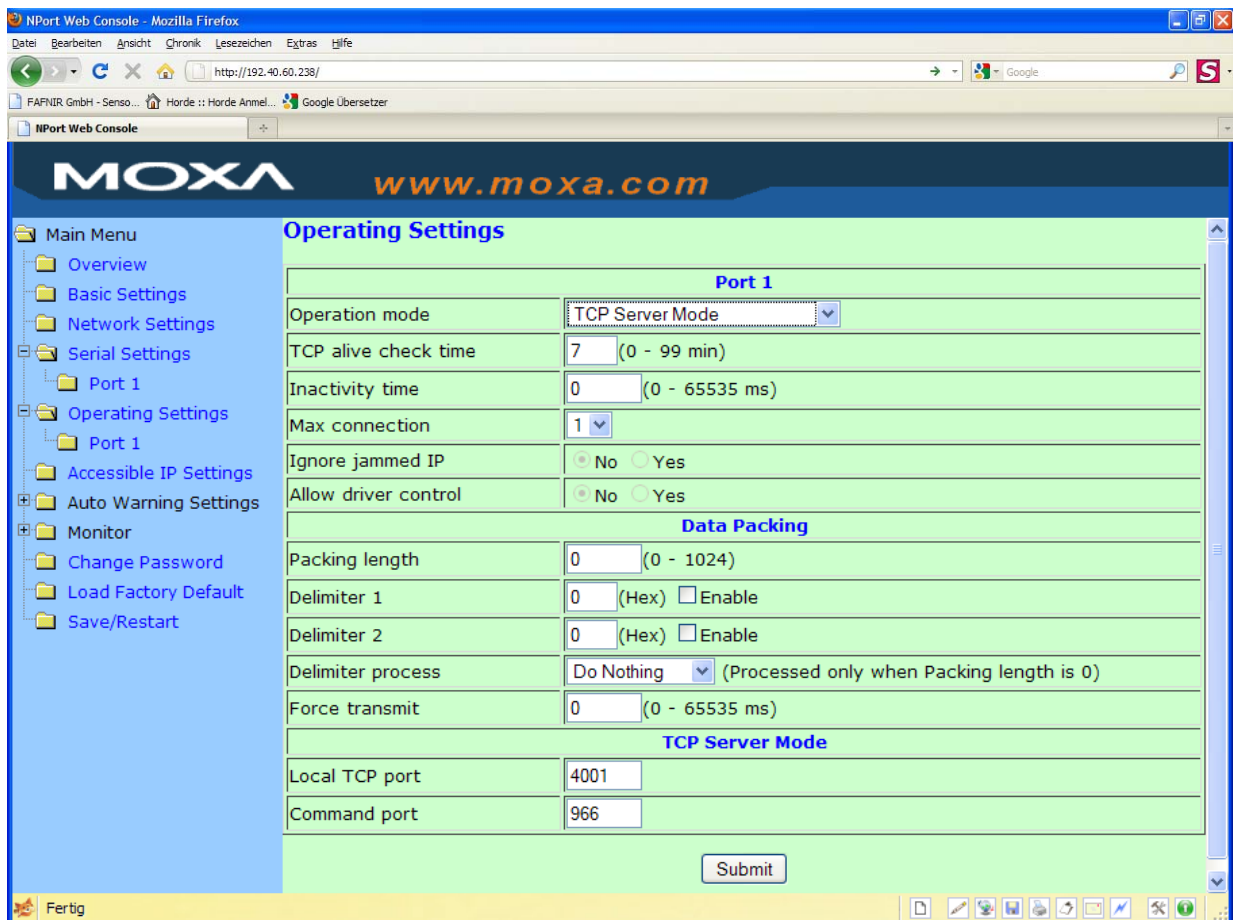 NPort Web Console - Mozilla Firefox
Datei Bearbeiten Ansicht Chronik Lesezeichen Extras Hilfe
http://192.40.60.238/
Google
FAFNIR GmbH - Senso... Horde :: Horde Anmel... Google Übersetzer
NPort Web Console
MOXA www.moxa.com
Main Menu
Overview
Basic Settings
Network Settings
Serial Settings
Port 1
Operating Settings
Port 1
Accessible IP Settings
Auto Warning Settings
Monitor
Change Password
Load Factory Default
Save/Restart
Operating Settings
Port 1
Operation mode TCP Server Mode
TCP alive check time 7 (0 - 99 min)
Inactivity time 0 (0 - 65535 ms)
Max connection 1
Ignore jammed IP No Yes
Allow driver control No Yes
Data Packing
Packing length 0 (0 - 1024)
Delimiter 1 0 (Hex) Enable
Delimiter 2 0 (Hex) Enable
Delimiter process Do Nothing (Processed only when Packing length is 0)
Force transmit 0 (0 - 65535 ms)
TCP Server Mode
Local TCP port 4001
Command port 966
Submit
Fertig